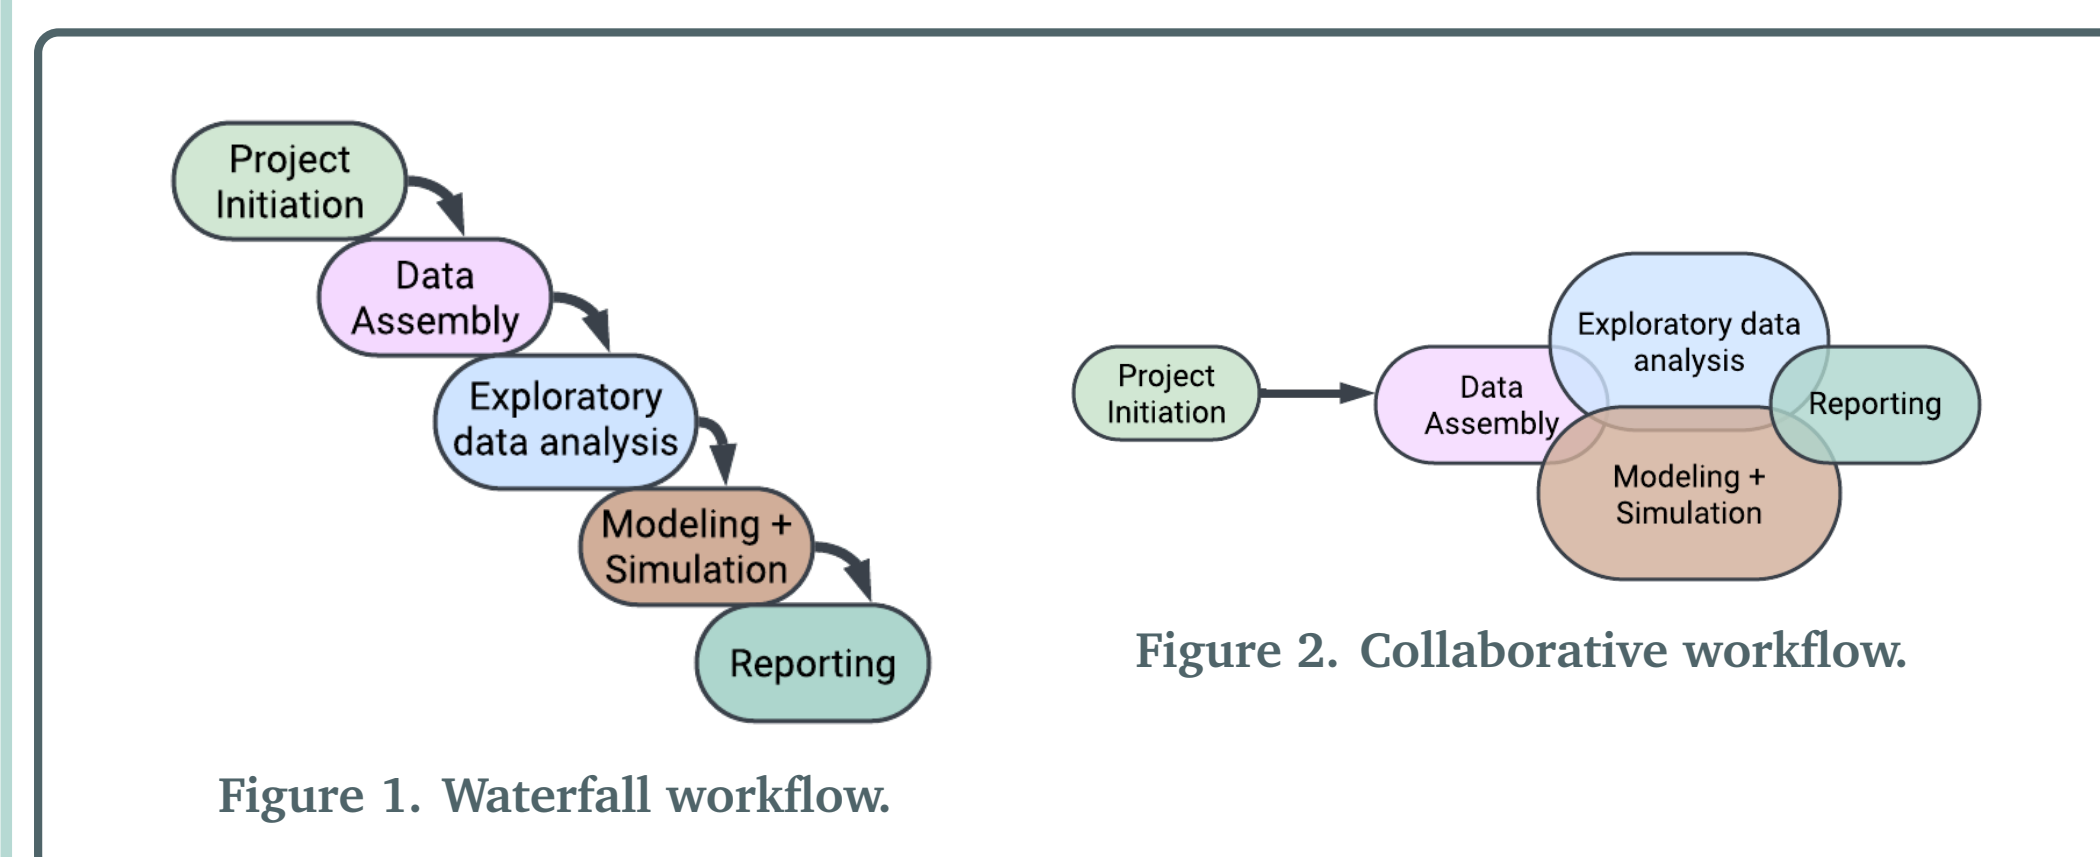 Project
Initiation
Data
Assembly
Exploratory
data analysis
Modeling +
Simulation
Reporting
Figure 1. Waterfall workflow.
Project
Initiation
Data
Assembly
Exploratory data
analysis
Modeling +
Simulation
Reporting
Figure 2. Collaborative workflow.